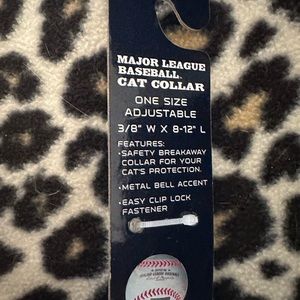 MAJOR LEAGUE
BASEBALL.
CAT COLLAR
ONE SIZE
ADJUSTABLE
3/8" W X 8-12" L
FEATURES:
•SAFETY BREAKAWAY
COLLAR FOR YOUR
CAT'S PROTECTION.
•METAL BELL ACCENT
•EASY CLIP LOCK
FASTENER